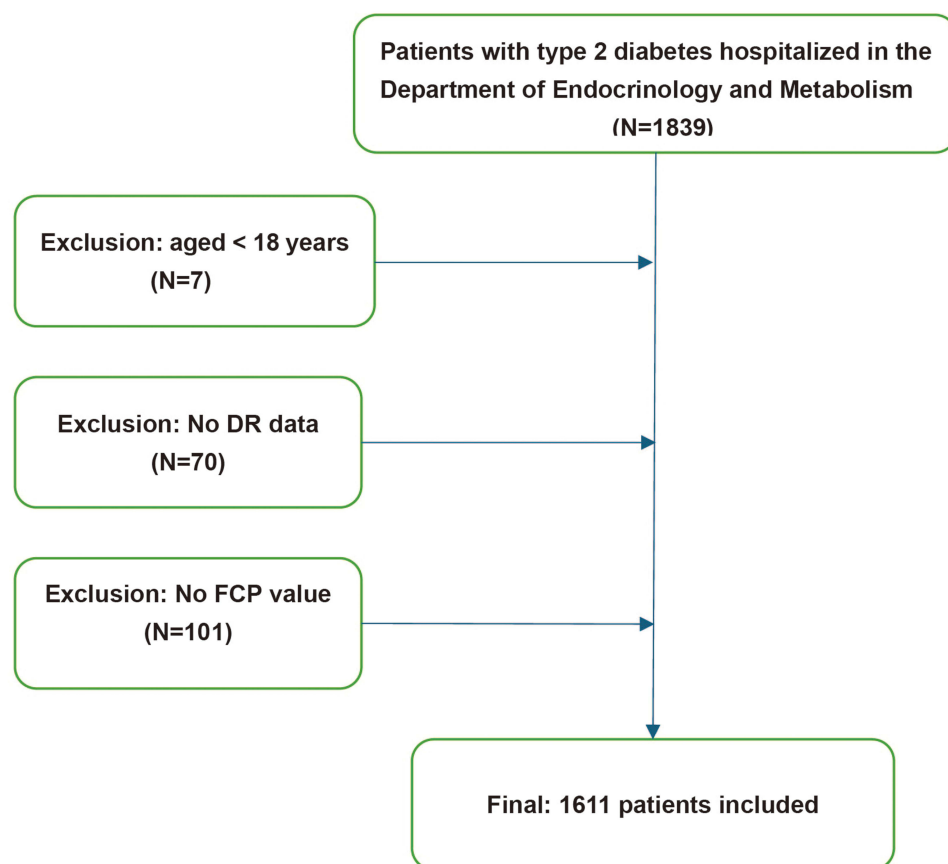 Patients with type 2 diabetes hospitalized in the
Department of Endocrinology and Metabolism
(N=1839)
Exclusion: aged < 18 years
(N=7)
Exclusion: No DR data
(N=70)
Exclusion: No FCP value
(N=101)
Final: 1611 patients included